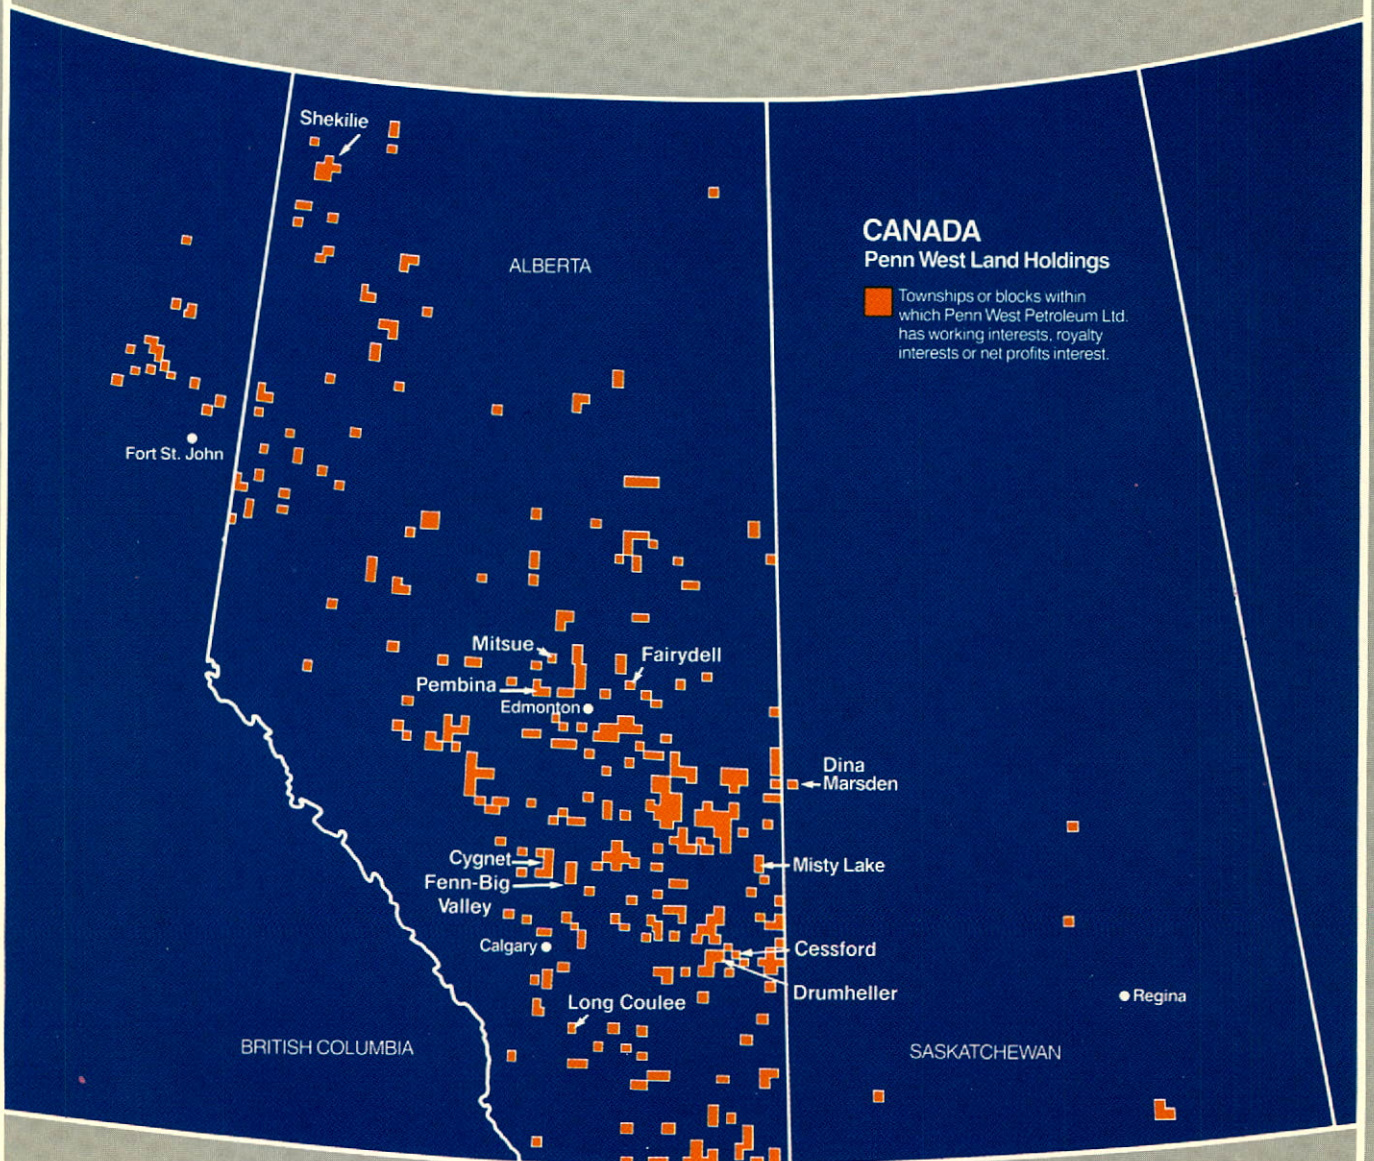 Shekilie
ALBERTA
CANADA
Penn West Land Holdings
Townships or blocks within
which Penn West Petroleum Ltd.
has working interests, royalty
interests or net profits interest.
Fort St. John
Mitsue
Fairydell
Pembina
Edmonton
Dina
Marsden
Cygnet
Misty Lake
Fenn-Big
Valley
Calgary
Cessford
Drumheller
Long Coulee
Regina
BRITISH COLUMBIA
SASKATCHEWAN